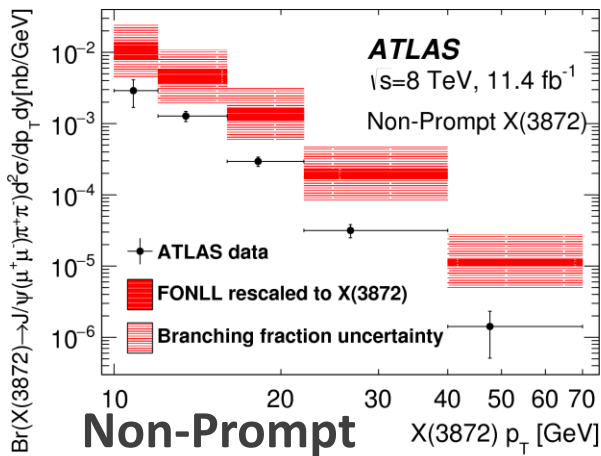 Br(X(3872)→J/ψ(μ⁺μ⁻)π⁺π⁻)d²σ/dp_T dy[nb/GeV]
10⁻²
10⁻³
10⁻⁴
10⁻⁵
10⁻⁶
ATLAS
√s=8 TeV, 11.4 fb⁻¹
Non-Prompt X(3872)
ATLAS data
FONLL rescaled to X(3872)
Branching fraction uncertainty
10 20 30 40 50 60 70
Non-Prompt
X(3872) p_T [GeV]